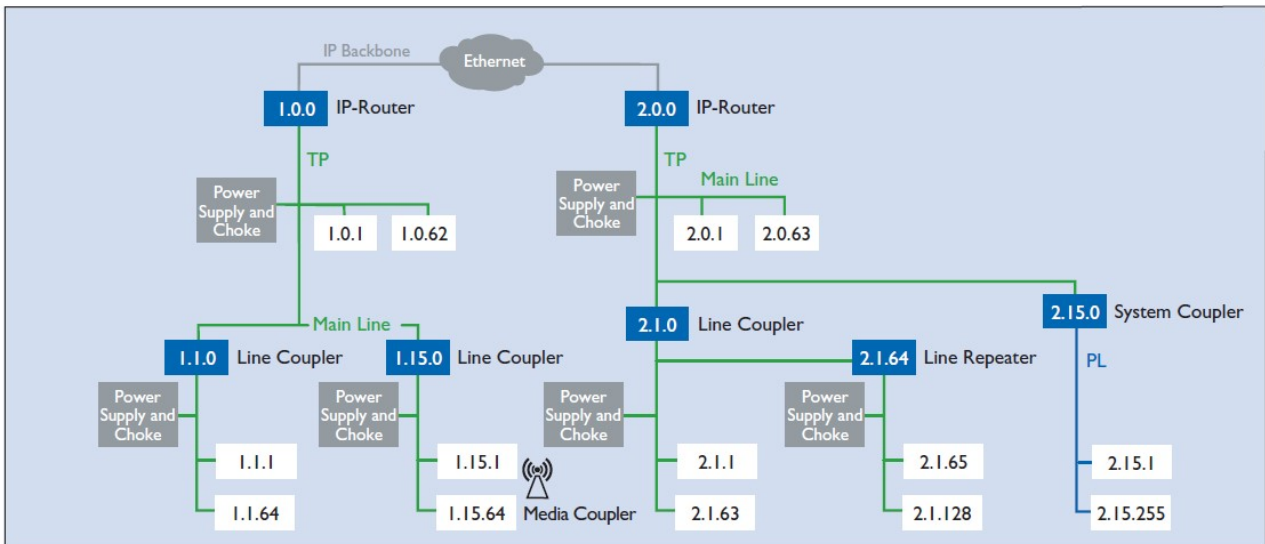 IP Backbone
Ethernet
1.0.0 IP-Router
2.0.0 IP-Router
TP
TP
Power
Supply and
Choke
1.0.1
1.0.62
Power
Supply and
Choke
Main Line
2.0.1
2.0.63
Main Line
1.1.0 Line Coupler
1.15.0 Line Coupler
2.1.0 Line Coupler
2.1.64 Line Repeater
2.15.0 System Coupler
PL
Power
Supply and
Choke
1.1.1
1.1.64
Power
Supply and
Choke
1.15.1
1.15.64
Media Coupler
Power
Supply and
Choke
2.1.1
2.1.63
Power
Supply and
Choke
2.1.65
2.1.128
2.15.1
2.15.255